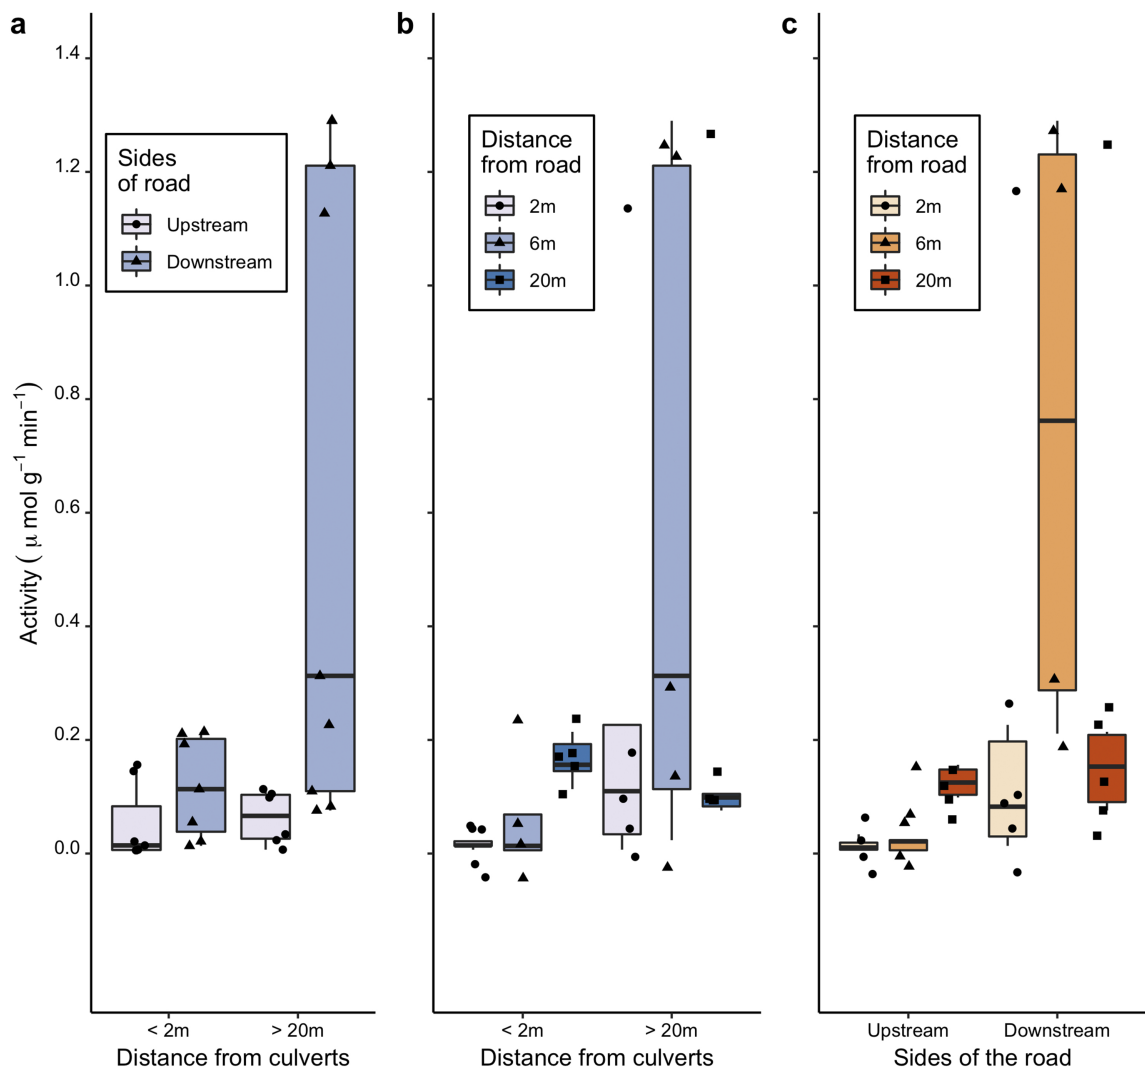 a
b
c
1.4
1.2
1.0
0.8
0.6
0.4
0.2
0.0
Activity ( μ mol g⁻¹ min⁻¹)
Sides
of road
Upstream
Downstream
< 2m
> 20m
Distance from culverts
Distance
from road
2m
6m
20m
< 2m
> 20m
Distance from culverts
Distance
from road
2m
6m
20m
Upstream
Downstream
Sides of the road